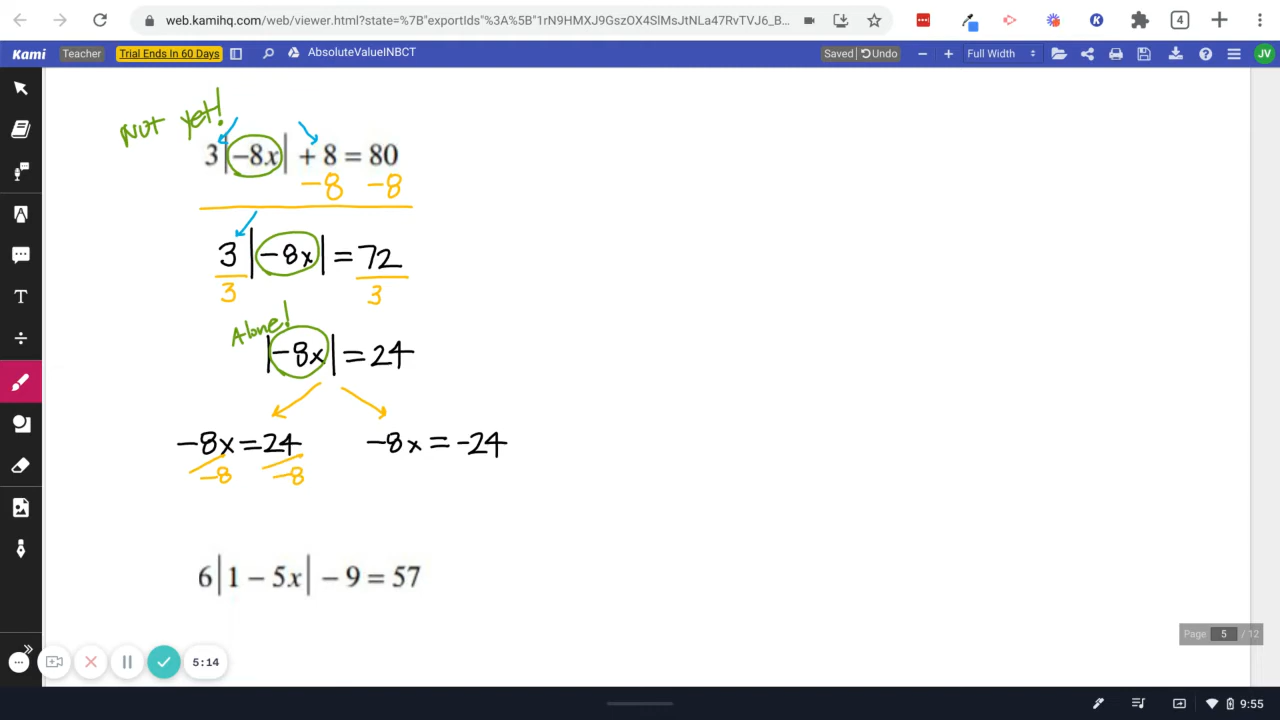 web.kamihq.com/web/viewer.html?state=%7B"exportIds"%3A%5B"1rN9HMXJ9GszOX4SlMsJtNLa47RvTVJ6_B...
4
Kami Teacher Trial Ends In 60 Days AbsoluteValueINBCT Saved Undo Full Width JV
Not yet!
3|−8x| + 8 = 80
−8 −8
3|−8x| = 72
3 3
Alone!
|−8x| = 24
−8x = 24 −8x = -24
−8 −8
6|1 − 5x| − 9 = 57
Page 5 / 12
5:14
9:55